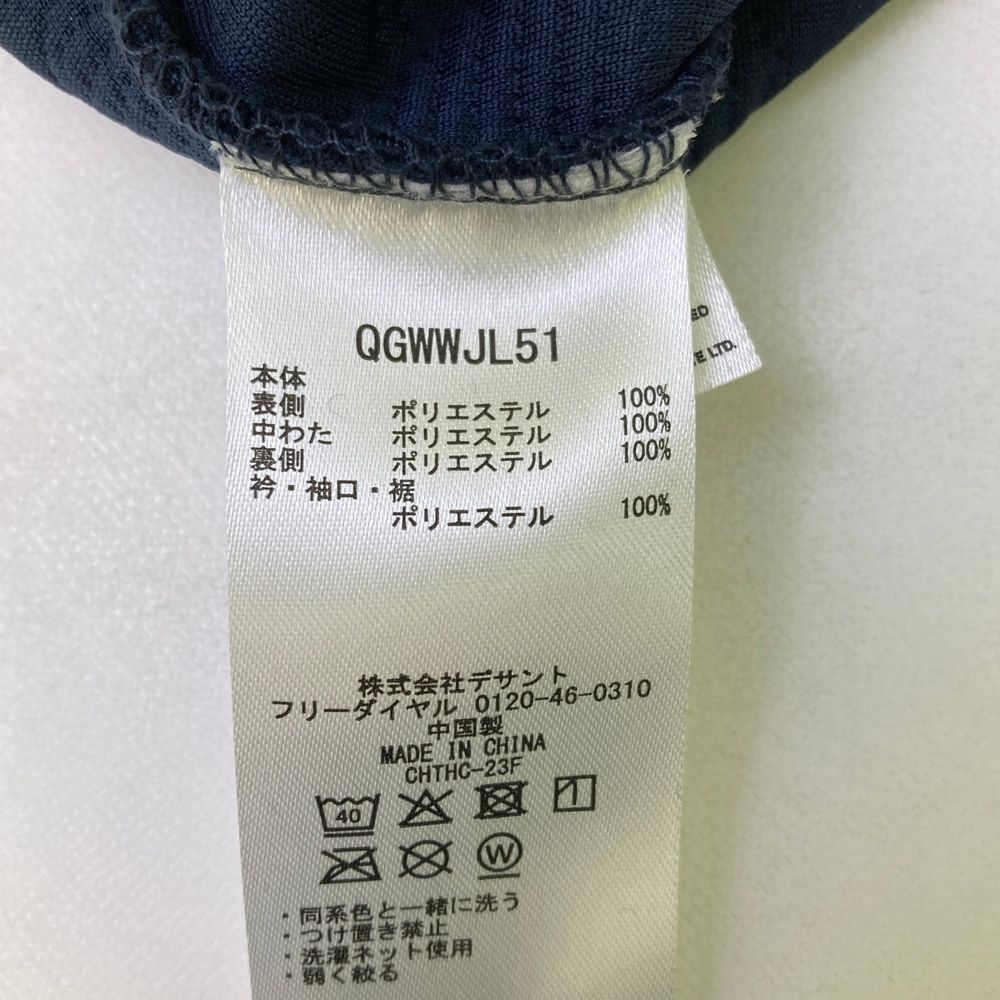 QGWWJL51
本体
表側 ポリエステル 100%
中わた ポリエステル 100%
裏側 ポリエステル 100%
衿・袖口・裾
ポリエステル 100%
株式会社デサント
フリーダイヤル 0120-46-0310
中国製
MADE IN CHINA
CHTHC-23F
40
W
・同系色と一緒に洗う
・つけ置き禁止
・洗濯ネット使用
・弱く絞る
LTD.